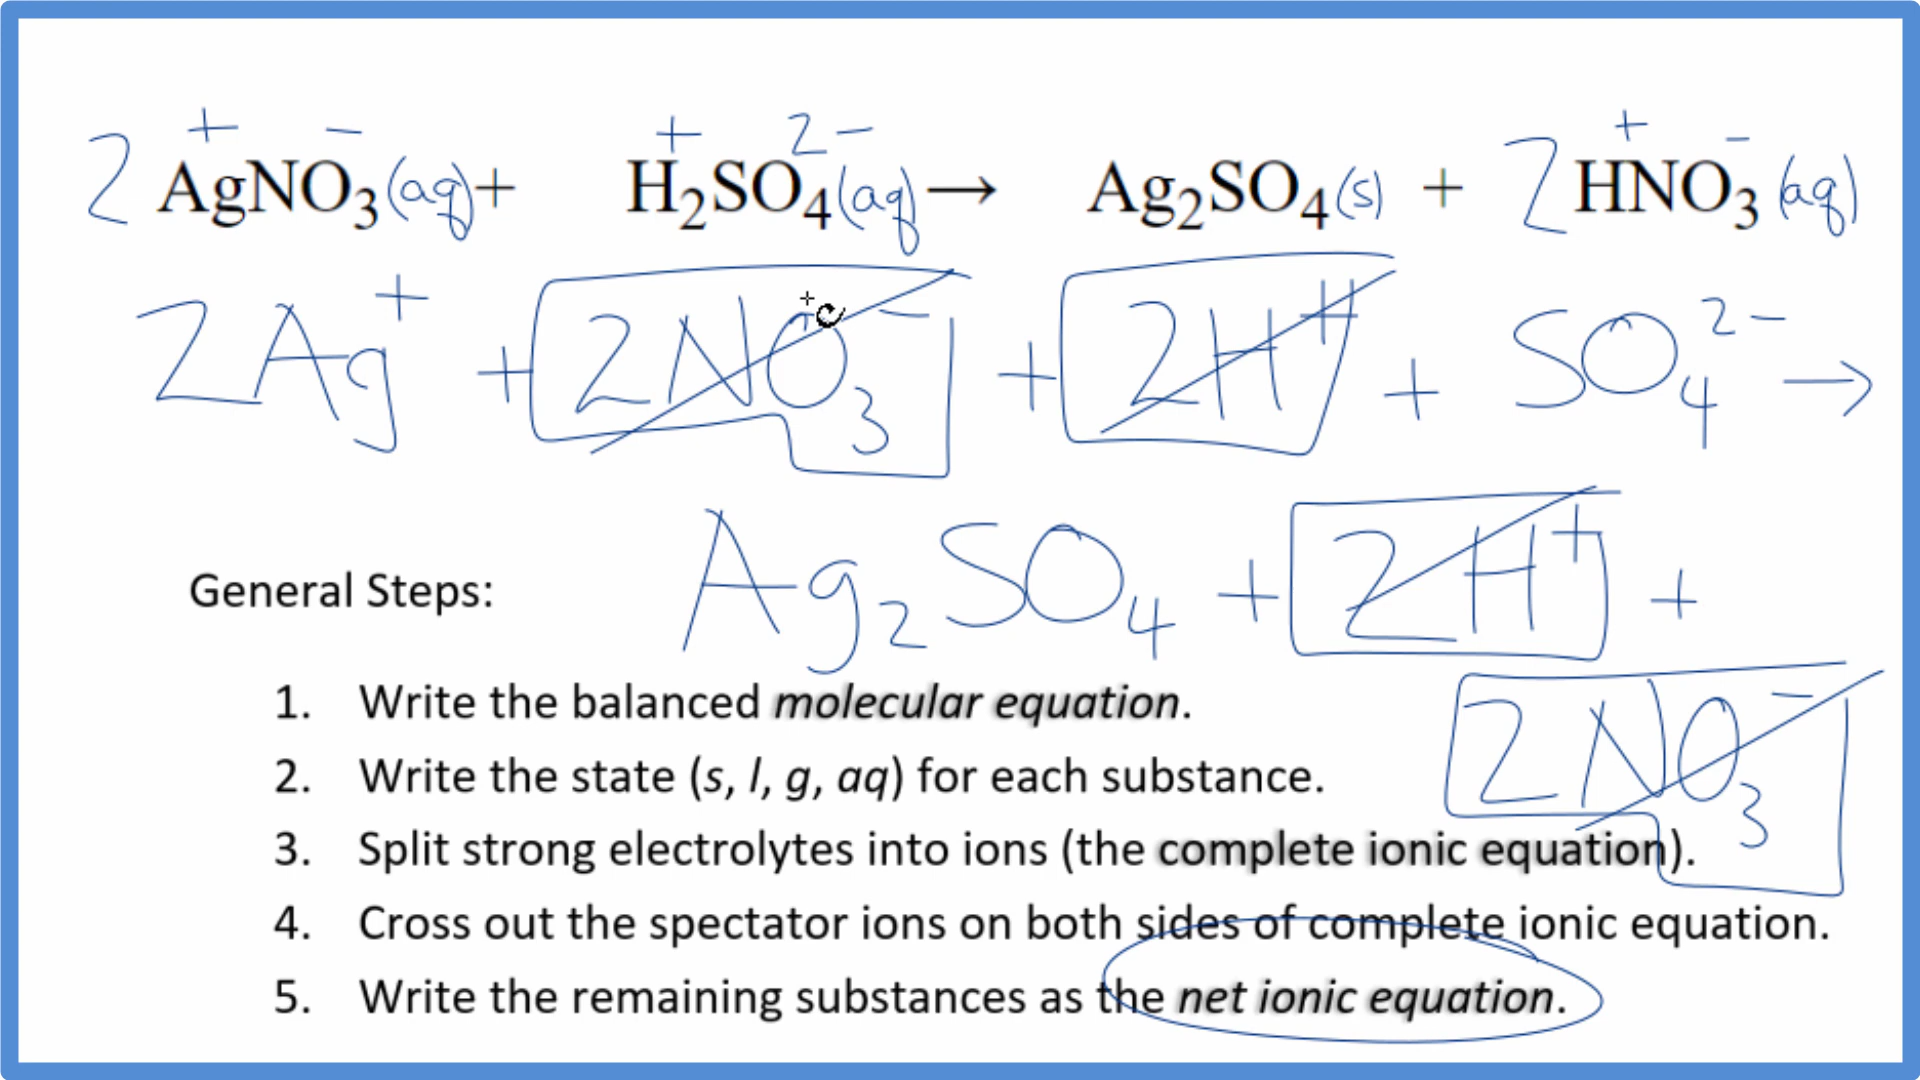 2 AgNO₃(aq) + H₂SO₄(aq) → Ag₂SO₄(s) + 2 HNO₃(aq)
+ − + 2− + −
2Ag⁺ + 2NO₃⁻ + 2H⁺ + SO₄²⁻ →
Ag₂SO₄ + 2H⁺ +
2NO₃⁻
General Steps:
1. Write the balanced molecular equation.
2. Write the state (s, l, g, aq) for each substance.
3. Split strong electrolytes into ions (the complete ionic equation).
4. Cross out the spectator ions on both sides of complete ionic equation.
5. Write the remaining substances as the net ionic equation.